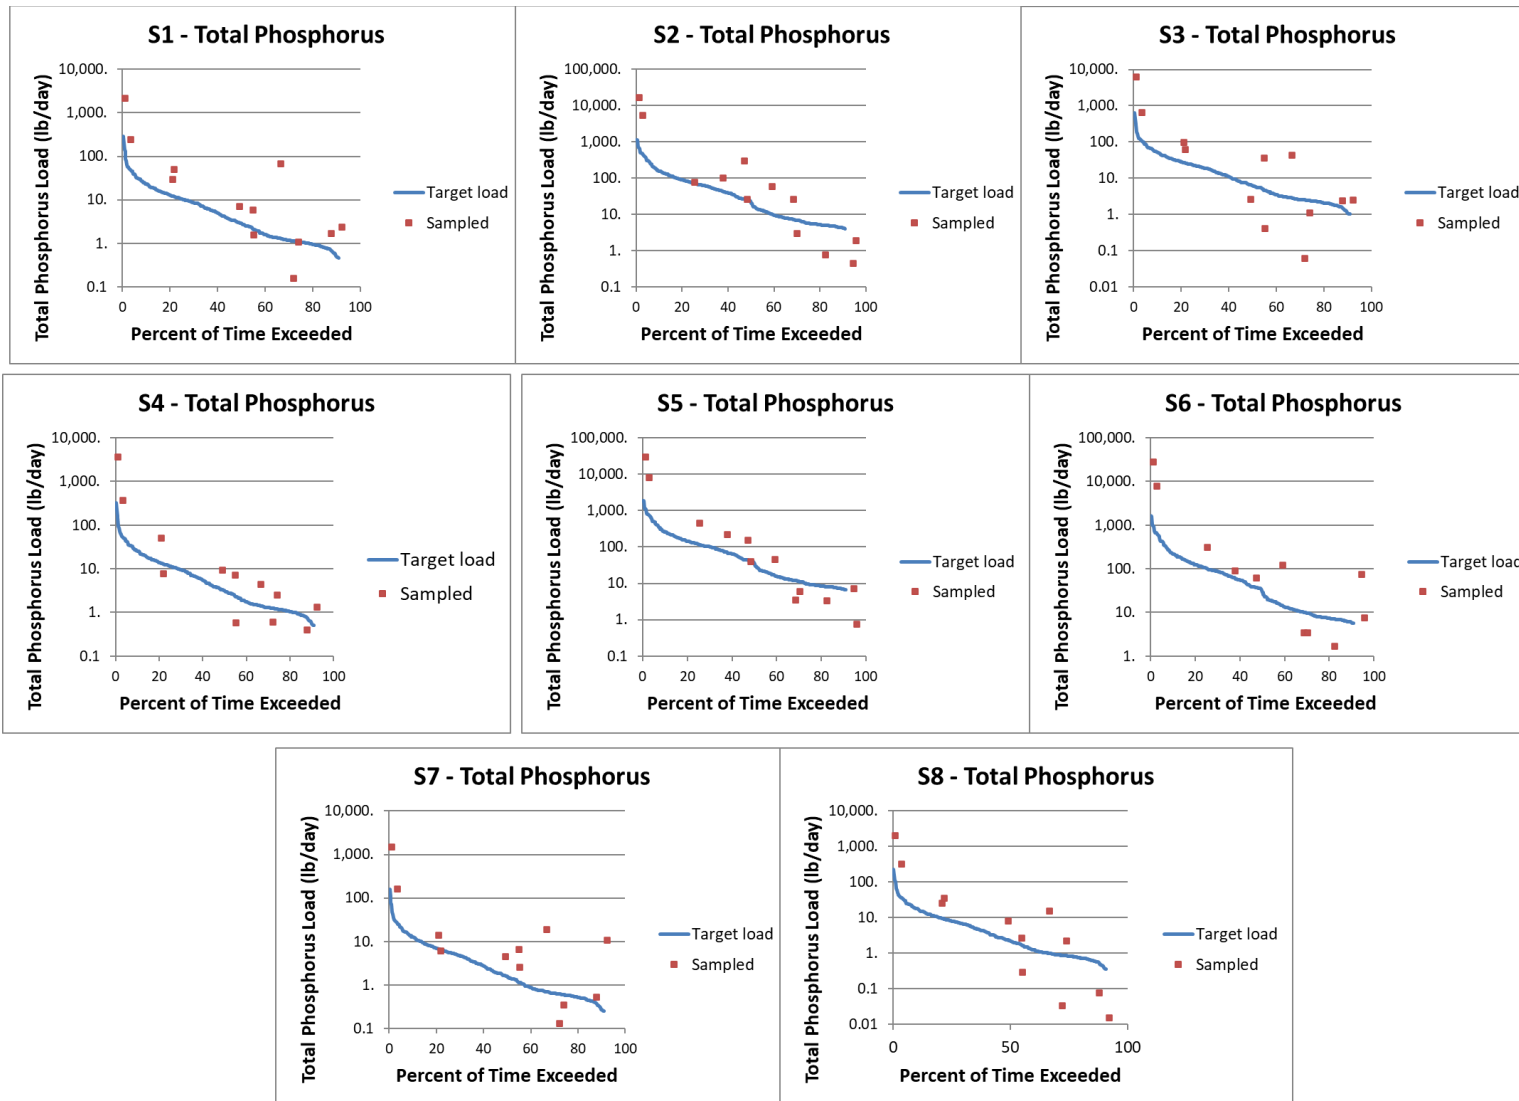 S1 - Total Phosphorus
Total Phosphorus Load (lb/day)
10,000.
1,000.
100.
10.
1.
0.1
0 20 40 60 80 100
Percent of Time Exceeded
Target load
Sampled
S2 - Total Phosphorus
Total Phosphorus Load (lb/day)
100,000.
10,000.
1,000.
100.
10.
1.
0.1
0 20 40 60 80 100
Percent of Time Exceeded
Target load
Sampled
S3 - Total Phosphorus
Total Phosphorus Load (lb/day)
10,000.
1,000.
100.
10.
1.
0.1
0.01
0 20 40 60 80 100
Percent of Time Exceeded
Target load
Sampled
S4 - Total Phosphorus
Total Phosphorus Load (lb/day)
10,000.
1,000.
100.
10.
1.
0.1
0 20 40 60 80 100
Percent of Time Exceeded
Target load
Sampled
S5 - Total Phosphorus
Total Phosphorus Load (lb/day)
100,000.
10,000.
1,000.
100.
10.
1.
0.1
0 20 40 60 80 100
Percent of Time Exceeded
Target load
Sampled
S6 - Total Phosphorus
Total Phosphorus Load (lb/day)
100,000.
10,000.
1,000.
100.
10.
1.
0 20 40 60 80 100
Percent of Time Exceeded
Target load
Sampled
S7 - Total Phosphorus
Total Phosphorus Load (lb/day)
10,000.
1,000.
100.
10.
1.
0.1
0 20 40 60 80 100
Percent of Time Exceeded
Target load
Sampled
S8 - Total Phosphorus
Total Phosphorus Load (lb/day)
10,000.
1,000.
100.
10.
1.
0.1
0.01
0 50 100
Percent of Time Exceeded
Target load
Sampled